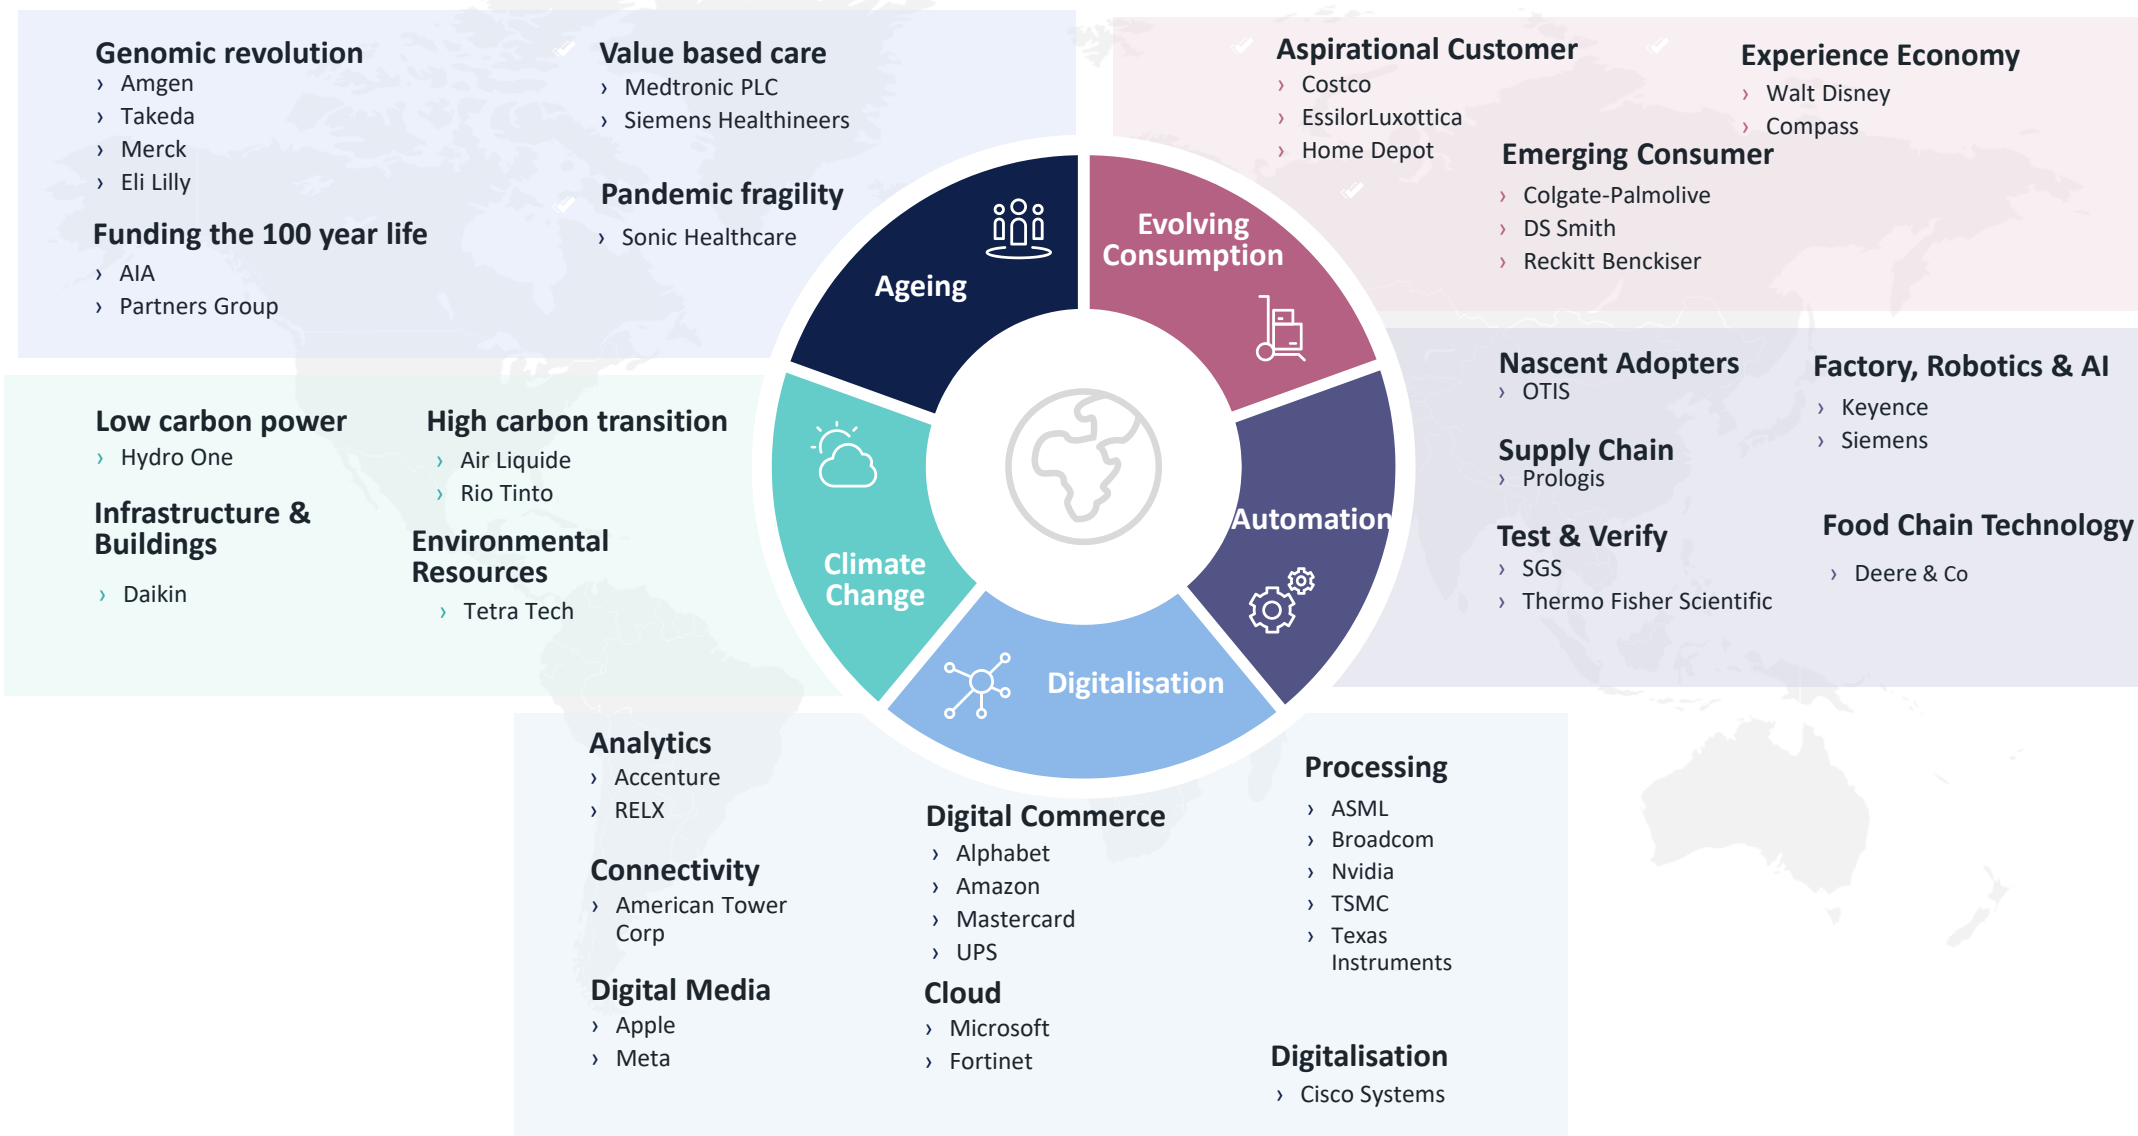 Genomic revolution
› Amgen
› Takeda
› Merck
› Eli Lilly
Funding the 100 year life
› AIA
› Partners Group
Value based care
› Medtronic PLC
› Siemens Healthineers
Pandemic fragility
› Sonic Healthcare
Aspirational Customer
› Costco
› EssilorLuxottica
› Home Depot
Experience Economy
› Walt Disney
› Compass
Emerging Consumer
› Colgate-Palmolive
› DS Smith
› Reckitt Benckiser
Ageing
Evolving
Consumption
Automation
Digitalisation
Climate
Change
Low carbon power
› Hydro One
Infrastructure &
Buildings
› Daikin
High carbon transition
› Air Liquide
› Rio Tinto
Environmental
Resources
› Tetra Tech
Nascent Adopters
› OTIS
Supply Chain
› Prologis
Test & Verify
› SGS
› Thermo Fisher Scientific
Factory, Robotics & AI
› Keyence
› Siemens
Food Chain Technology
› Deere & Co
Analytics
› Accenture
› RELX
Connectivity
› American Tower
Corp
Digital Media
› Apple
› Meta
Digital Commerce
› Alphabet
› Amazon
› Mastercard
› UPS
Cloud
› Microsoft
› Fortinet
Processing
› ASML
› Broadcom
› Nvidia
› TSMC
› Texas
Instruments
Digitalisation
› Cisco Systems